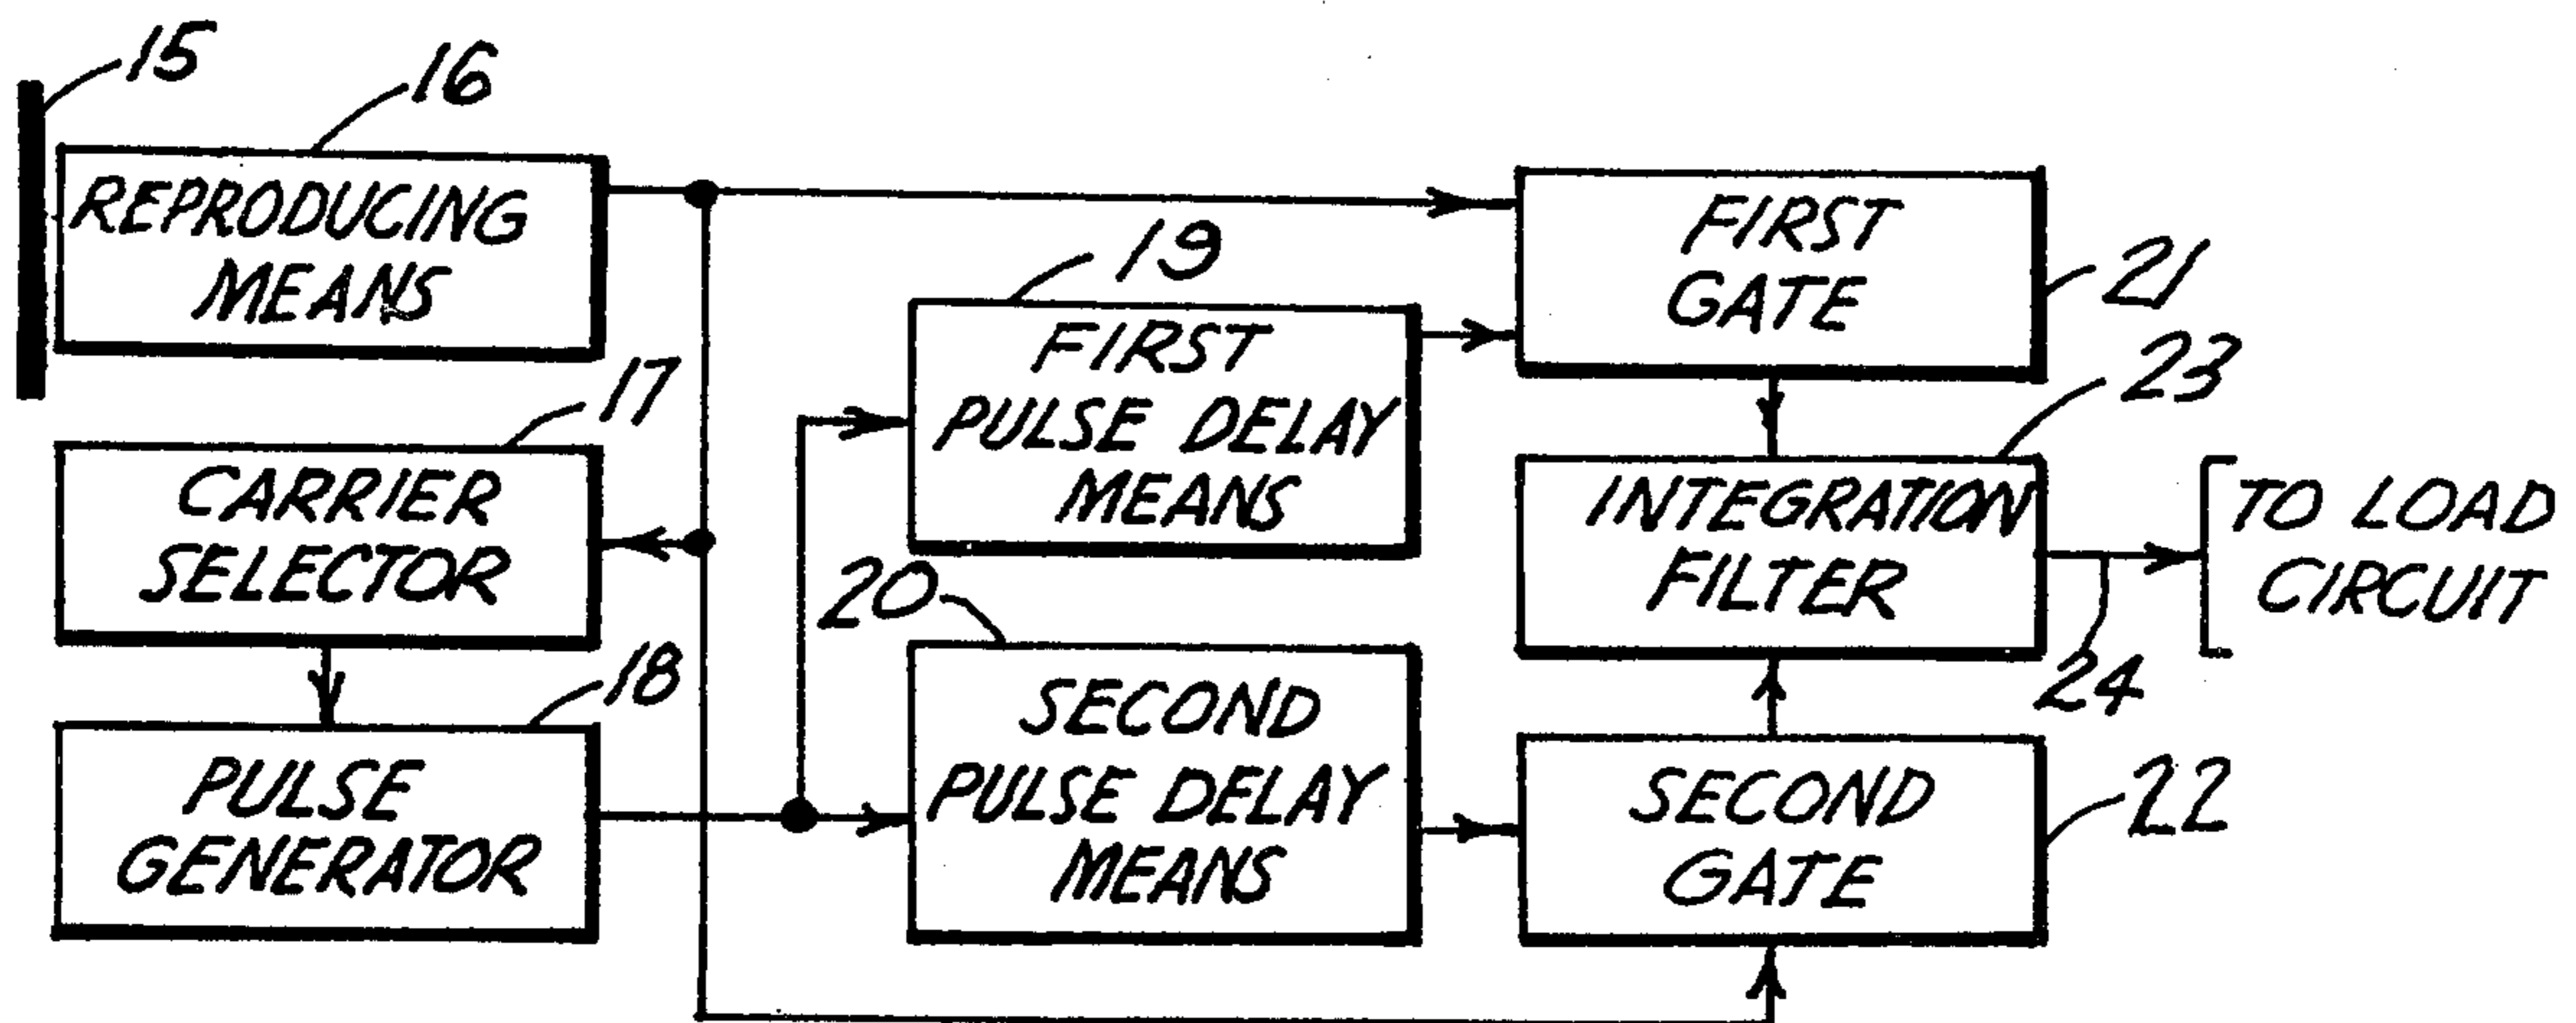 15
16
REPRODUCING
MEANS
17
CARRIER
SELECTOR
18
PULSE
GENERATOR
19
FIRST
PULSE DELAY
MEANS
20
SECOND
PULSE DELAY
MEANS
FIRST
GATE
21
23
INTEGRATION
FILTER
24
TO LOAD
CIRCUIT
SECOND
GATE
22